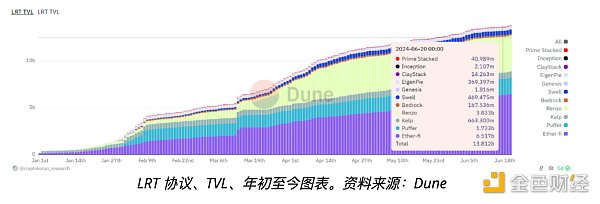 LRT TVL LRT TVL
2024-06-20 00:00
Prime Stacked 40.989m
Inception 2.107m
ClayStack 14.263m
EigenPie 269.397m
Genesis 1.816m
Swell 469.475m
Bedrock 167.536m
Renzo 3.833b
Kelp 663.300m
Puffer 1.733b
Ether-fi 6.517b
Total 13.812b
All
Prime Stacked
Inception
ClayStack
EigenPie
Genesis
Swell
Bedrock
Renzo
Kelp
Puffer
Ether-fi
10b
5b
0
Dune
Jan 1st Jan 14th Jan 27th Feb 9th Feb 22nd Mar 6th Mar 19th Apr 1st Apr 14th Apr 27th May 10th May 23rd Jun 5th Jun 18th
LRT 协议、TVL、年初至今图表。资料来源：Dune
金色财经